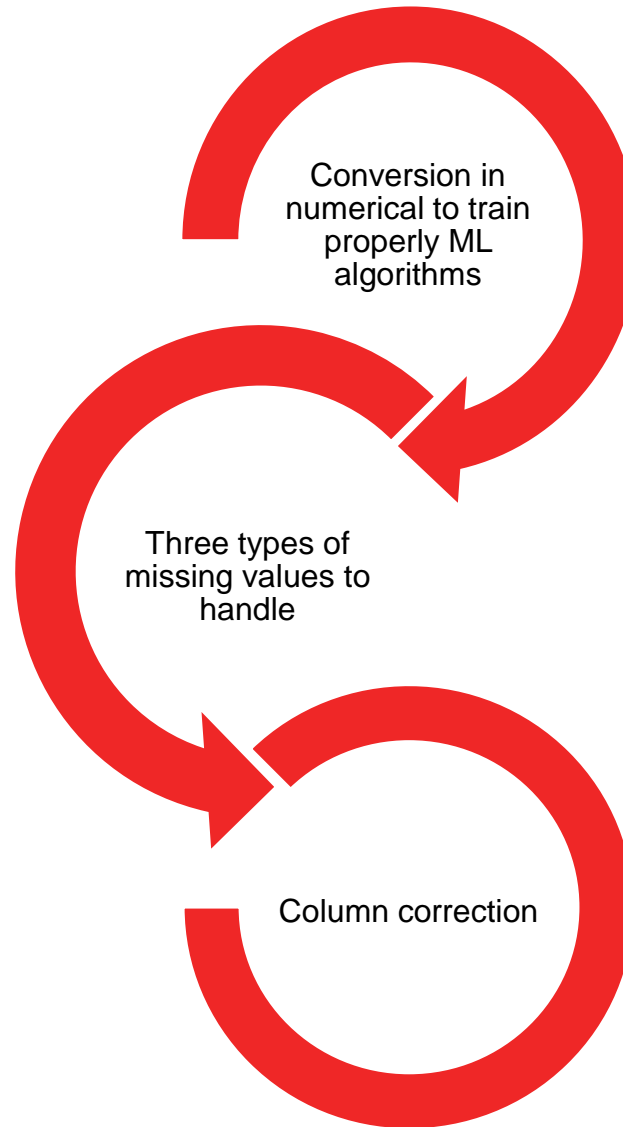 Conversion in
numerical to train
properly ML
algorithms
Three types of
missing values to
handle
Column correction